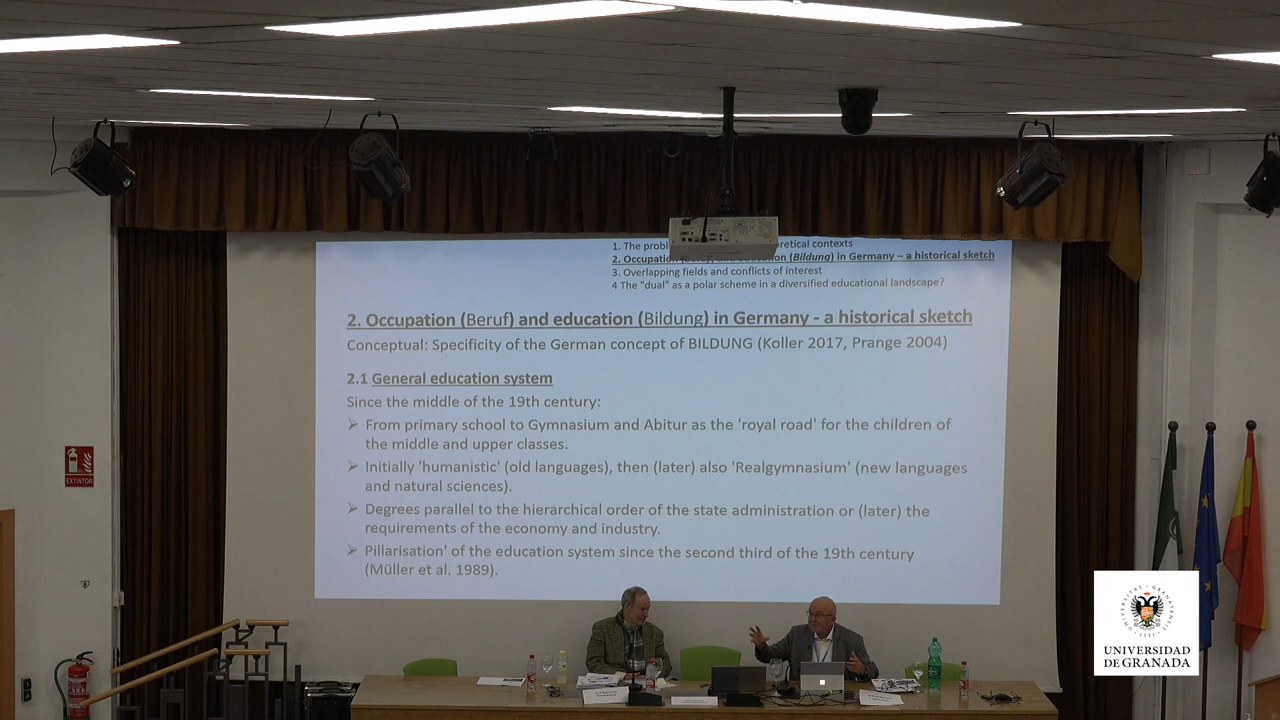 1. The probl retical contexts
2. Occupation (Beruf) and education (Bildung) in Germany – a historical sketch
3. Overlapping fields and conflicts of interest
4 The "dual" as a polar scheme in a diversified educational landscape?
2. Occupation (Beruf) and education (Bildung) in Germany - a historical sketch
Conceptual: Specificity of the German concept of BILDUNG (Koller 2017, Prange 2004)
2.1 General education system
Since the middle of the 19th century:
➢ From primary school to Gymnasium and Abitur as the 'royal road' for the children of
the middle and upper classes.
➢ Initially 'humanistic' (old languages), then (later) also 'Realgymnasium' (new languages
and natural sciences).
➢ Degrees parallel to the hierarchical order of the state administration or (later) the
requirements of the economy and industry.
➢ Pillarisation' of the education system since the second third of the 19th century
(Müller et al. 1989).
EXTINTOR
UNIVERSIDAD
DE GRANADA